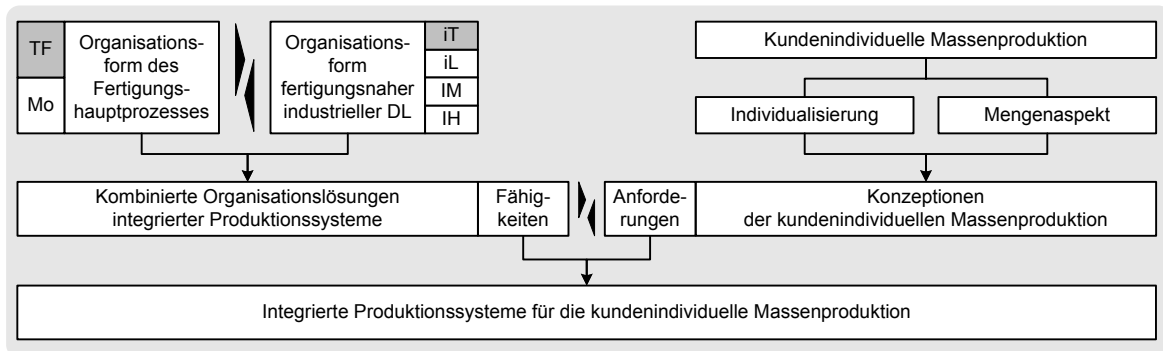 TF
Mo
Organisations-
form des
Fertigungs-
hauptprozesses
Organisations-
form
fertigungsnaher
industrieller DL
iT
iL
IM
IH
Kundenindividuelle Massenproduktion
Individualisierung
Mengenaspekt
Kombinierte Organisationslösungen
integrierter Produktionssysteme
Fähig-
keiten
Anforde-
rungen
Konzeptionen
der kundenindividuellen Massenproduktion
Integrierte Produktionssysteme für die kundenindividuelle Massenproduktion